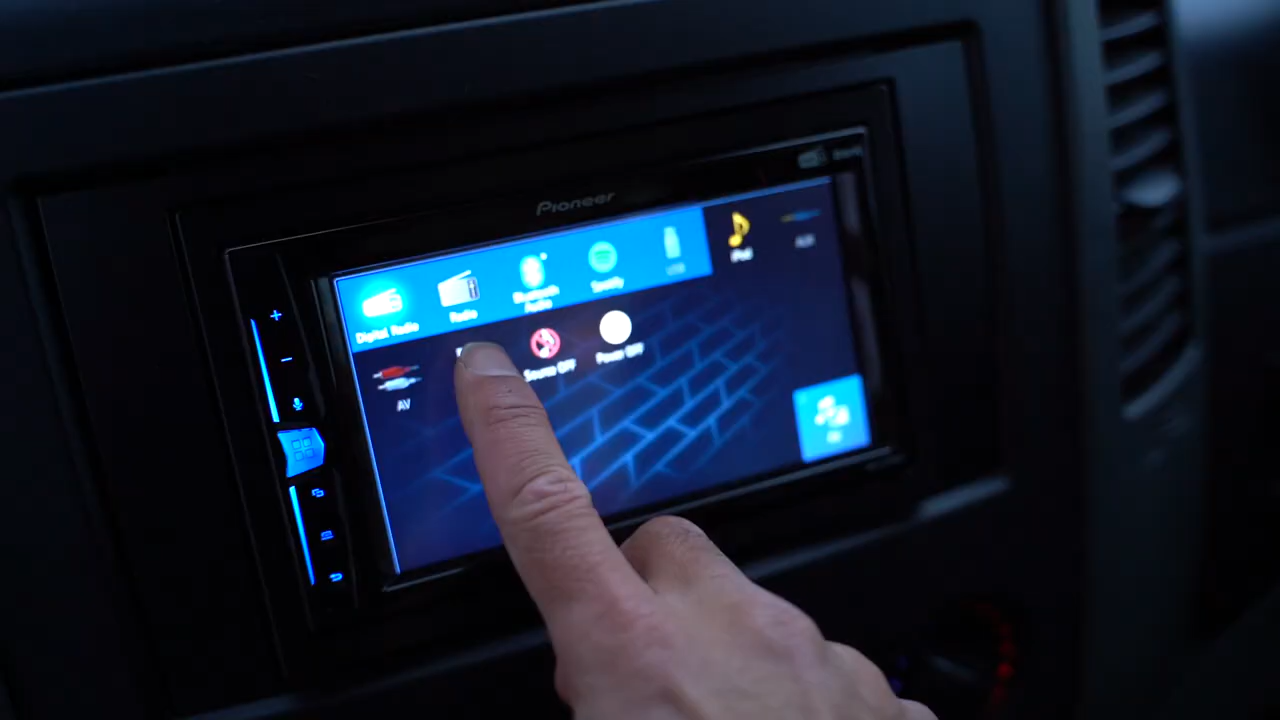 Pioneer
Digital Radio
Radio
Bluetooth
Audio
Spotify
USB
iPod
AUX
AV
Source OFF
Power OFF